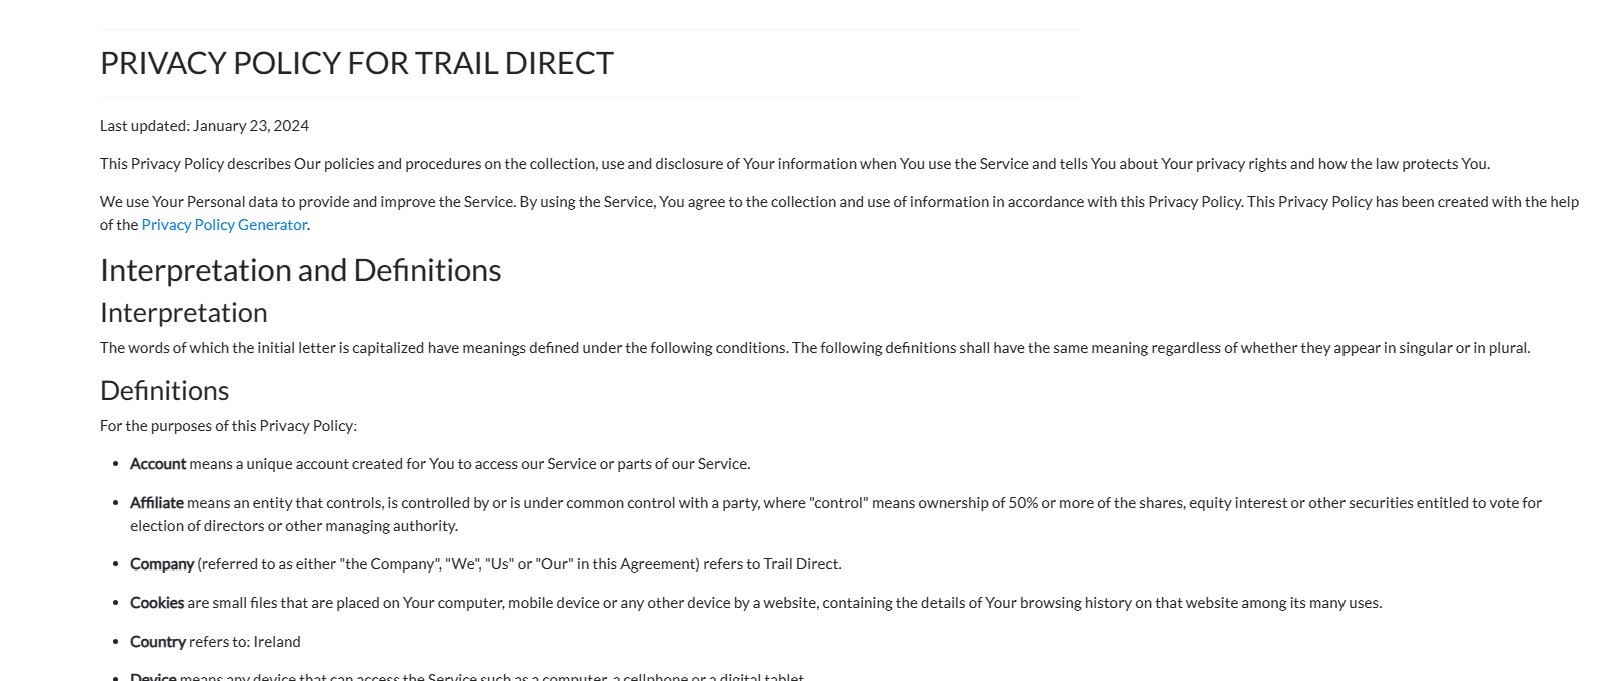 PRIVACY POLICY FOR TRAIL DIRECT
Last updated: January 23, 2024
This Privacy Policy describes Our policies and procedures on the collection, use and disclosure of Your information when You use the Service and tells You about Your privacy rights and how the law protects You.
We use Your Personal data to provide and improve the Service. By using the Service, You agree to the collection and use of information in accordance with this Privacy Policy. This Privacy Policy has been created with the help
of the Privacy Policy Generator.
Interpretation and Definitions
Interpretation
The words of which the initial letter is capitalized have meanings defined under the following conditions. The following definitions shall have the same meaning regardless of whether they appear in singular or in plural.
Definitions
For the purposes of this Privacy Policy:
• Account means a unique account created for You to access our Service or parts of our Service.
• Affiliate means an entity that controls, is controlled by or is under common control with a party, where "control" means ownership of 50% or more of the shares, equity interest or other securities entitled to vote for
election of directors or other managing authority.
• Company (referred to as either "the Company", "We", "Us" or "Our" in this Agreement) refers to Trail Direct.
• Cookies are small files that are placed on Your computer, mobile device or any other device by a website, containing the details of Your browsing history on that website among its many uses.
• Country refers to: Ireland
• Device means any device that can access the Service such as a computer, a cellphone or a digital tablet.